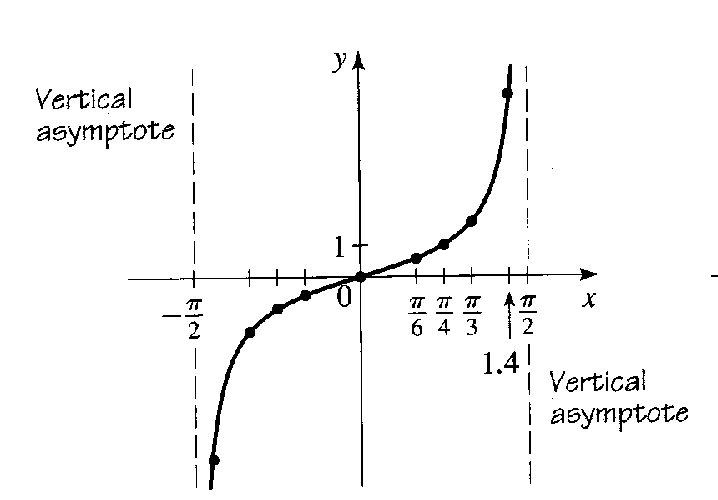 y
Vertical
asymptote
1
0
-π/2
π/6 π/4 π/3 π/2
x
1.4
Vertical
asymptote